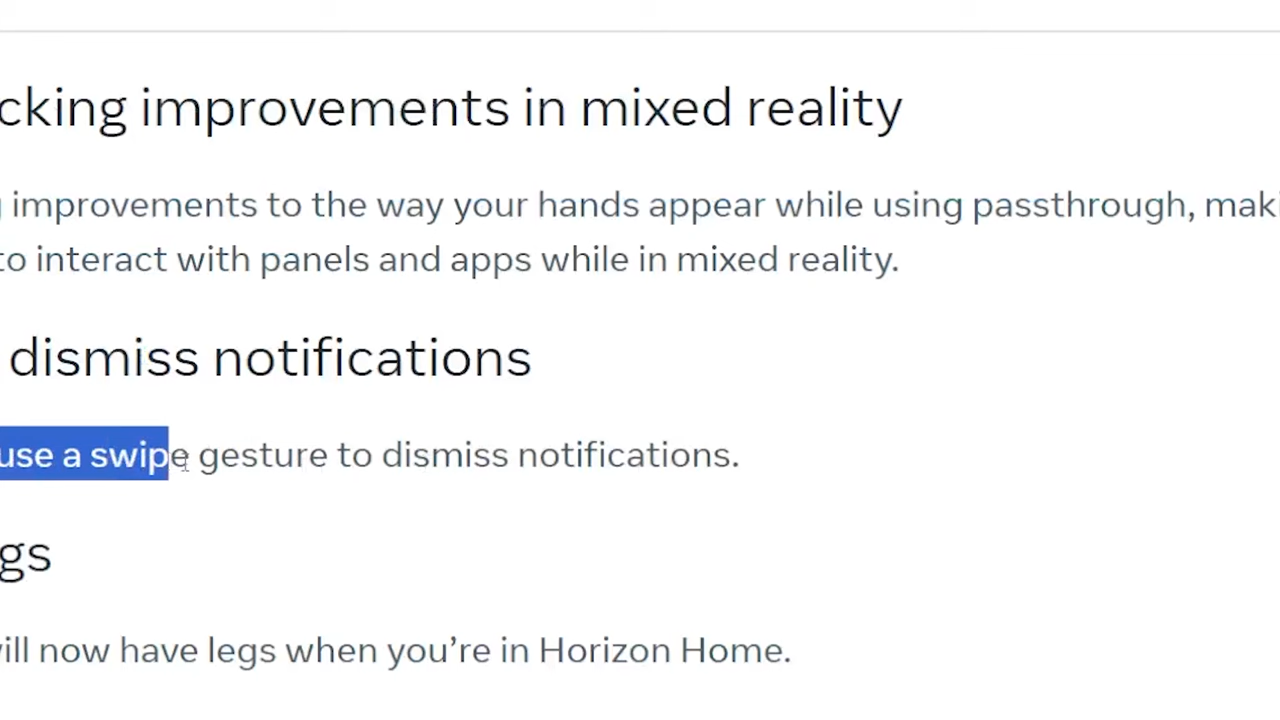 cking improvements in mixed reality
improvements to the way your hands appear while using passthrough, maki
to interact with panels and apps while in mixed reality.
dismiss notifications
use a swipe gesture to dismiss notifications.
gs
will now have legs when you’re in Horizon Home.